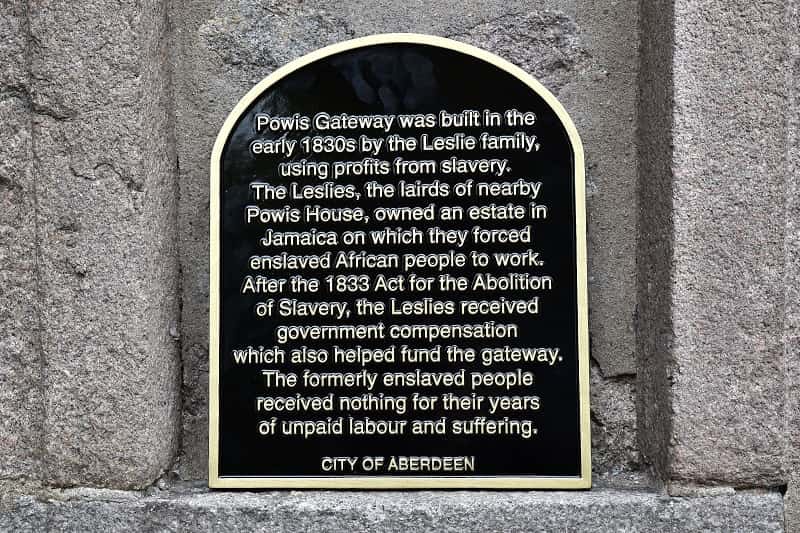 Powis Gateway was built in the
early 1830s by the Leslie family,
using profits from slavery.
The Leslies, the lairds of nearby
Powis House, owned an estate in
Jamaica on which they forced
enslaved African people to work.
After the 1833 Act for the Abolition
of Slavery, the Leslies received
government compensation
which also helped fund the gateway.
The formerly enslaved people
received nothing for their years
of unpaid labour and suffering.
CITY OF ABERDEEN